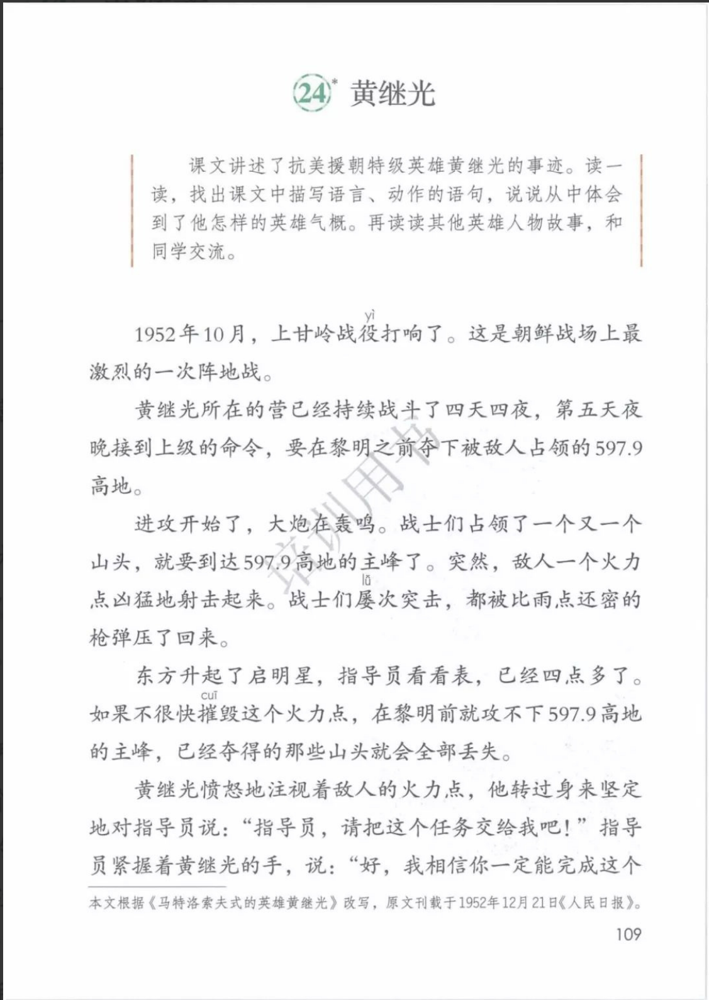 24* 黄继光
课文讲述了抗美援朝特级英雄黄继光的事迹。读一
读，找出课文中描写语言、动作的语句，说说从中体会
到了他怎样的英雄气概。再读读其他英雄人物故事，和
同学交流。
yì
1952年10月，上甘岭战役打响了。这是朝鲜战场上最
激烈的一次阵地战。
黄继光所在的营已经持续战斗了四天四夜，第五天夜
晚接到上级的命令，要在黎明之前夺下被敌人占领的597.9
高地。
进攻开始了，大炮在轰鸣。战士们占领了一个又一个
山头，就要到达597.9高地的主峰了。突然，敌人一个火力
lǚ
点凶猛地射击起来。战士们屡次突击，都被比雨点还密的
枪弹压了回来。
东方升起了启明星，指导员看看表，已经四点多了。
cuī
如果不很快摧毁这个火力点，在黎明前就攻不下597.9高地
的主峰，已经夺得的那些山头就会全部丢失。
黄继光愤怒地注视着敌人的火力点，他转过身来坚定
地对指导员说：“指导员，请把这个任务交给我吧！”指导
员紧握着黄继光的手，说：“好，我相信你一定能完成这个
本文根据《马特洛索夫式的英雄黄继光》改写，原文刊载于1952年12月21日《人民日报》。
109
培训用书